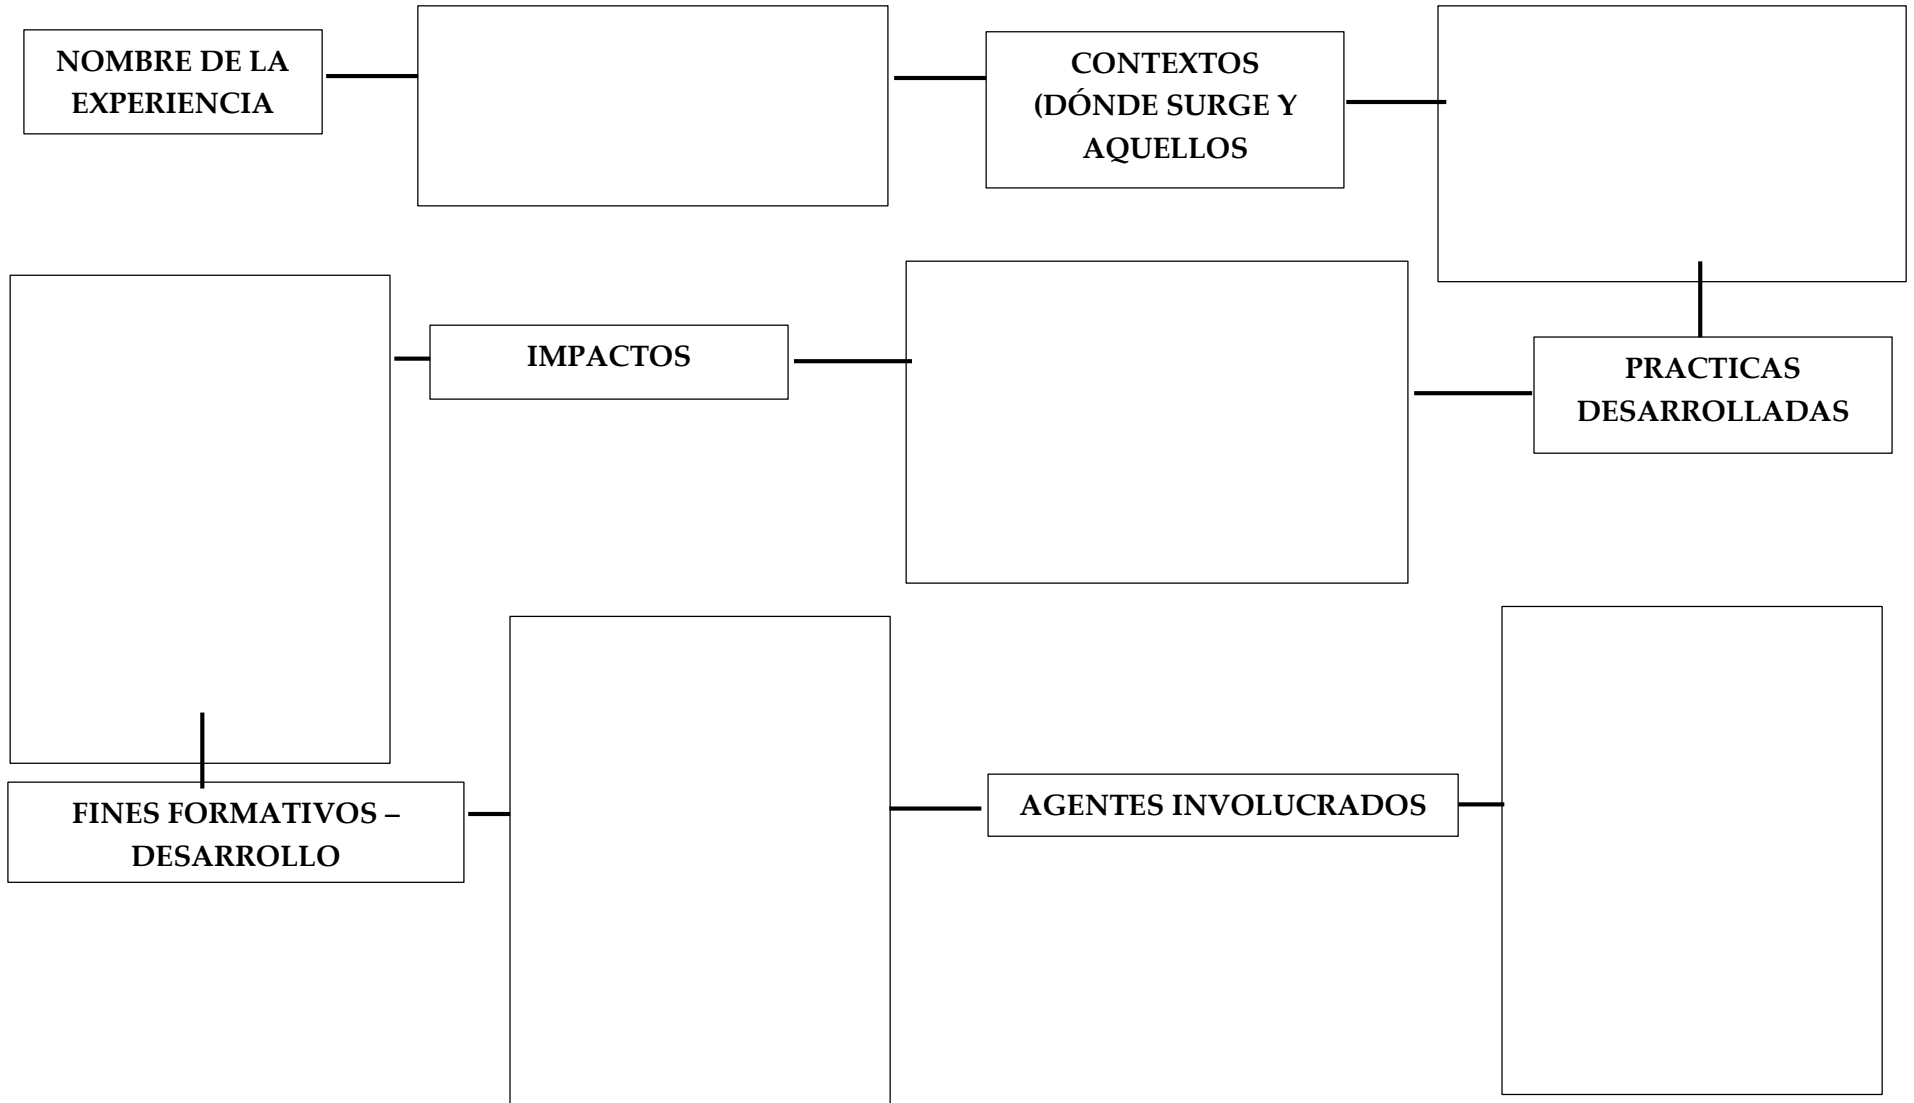 NOMBRE DE LA
EXPERIENCIA
CONTEXTOS
(DÓNDE SURGE Y
AQUELLOS
IMPACTOS
PRACTICAS
DESARROLLADAS
FINES FORMATIVOS –
DESARROLLO
AGENTES INVOLUCRADOS